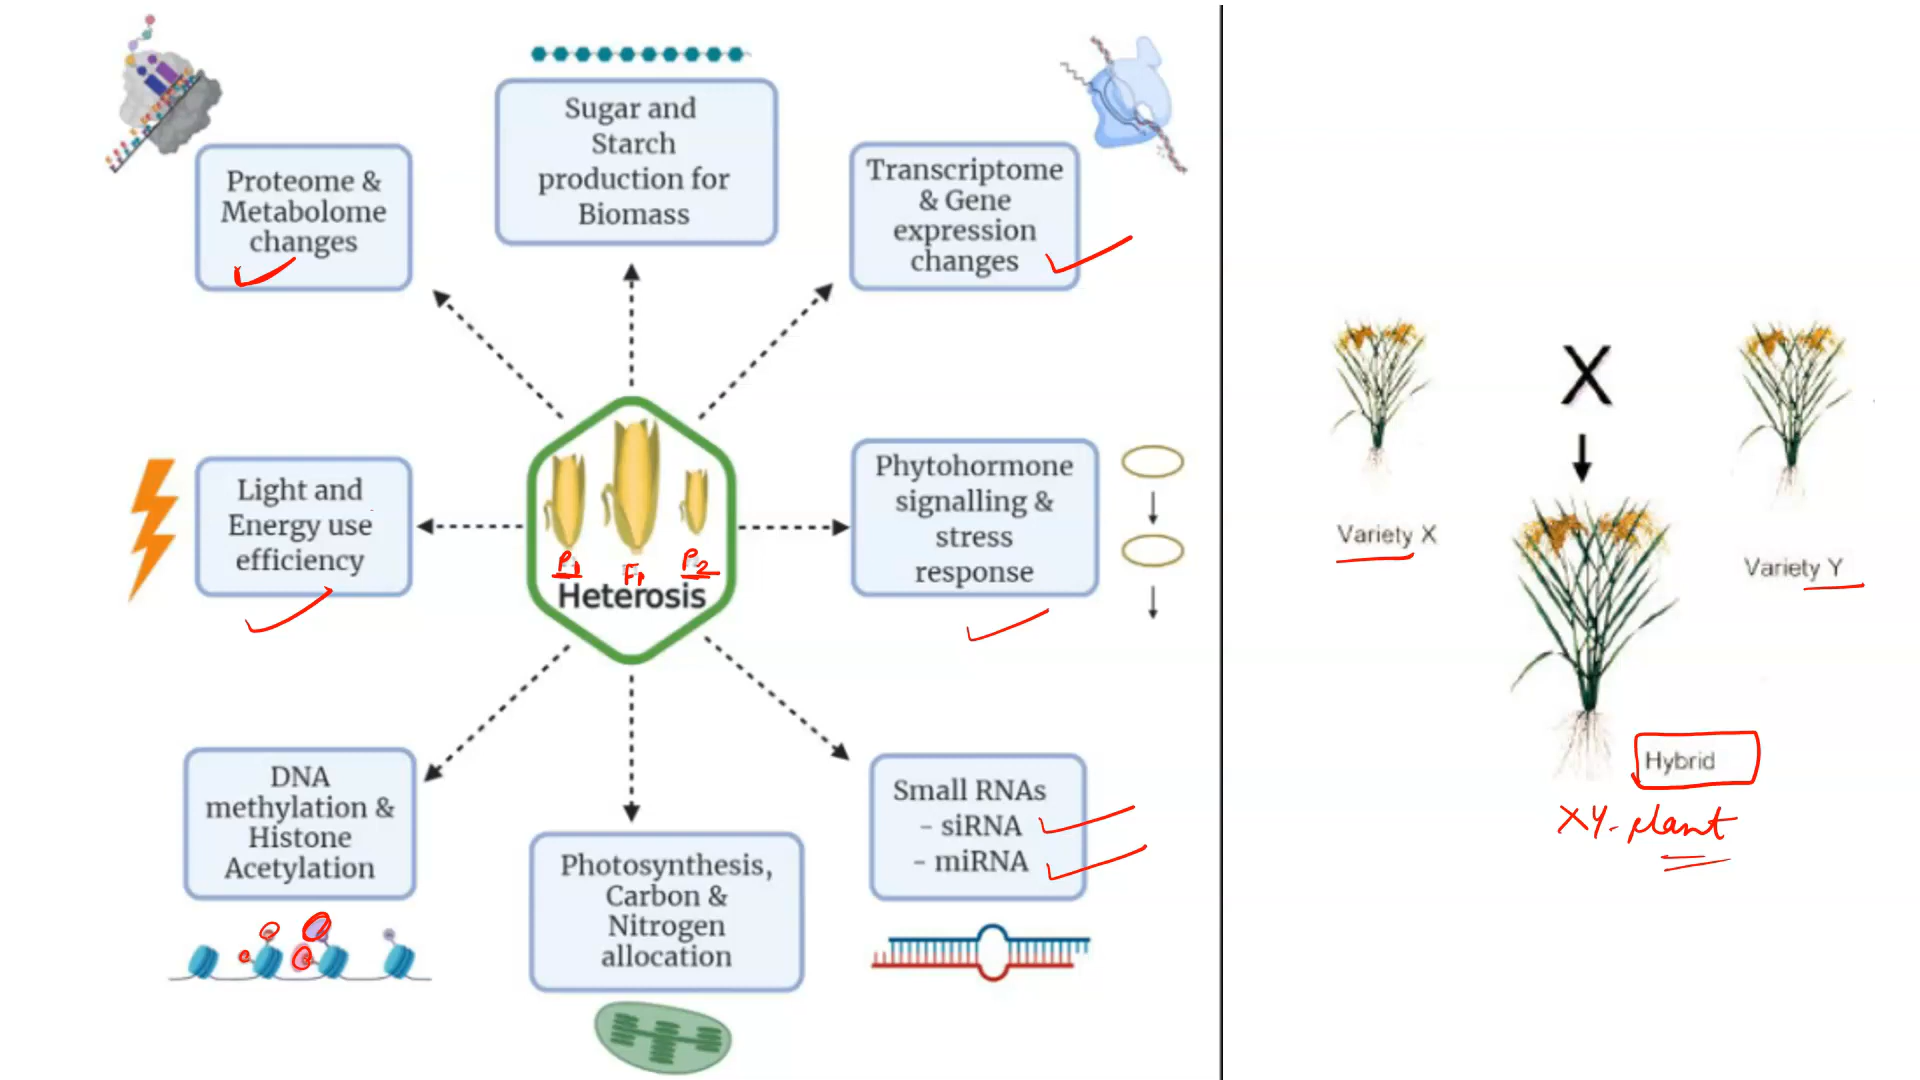 Proteome &
Metabolome
changes
Sugar and
Starch
production for
Biomass
Transcriptome
& Gene
expression
changes
Light and
Energy use
efficiency
P1
F1
P2
Heterosis
Phytohormone
signalling &
stress
response
DNA
methylation &
Histone
Acetylation
Photosynthesis,
Carbon &
Nitrogen
allocation
Small RNAs
- siRNA
- miRNA
X
Variety X
Variety Y
Hybrid
XY-plant